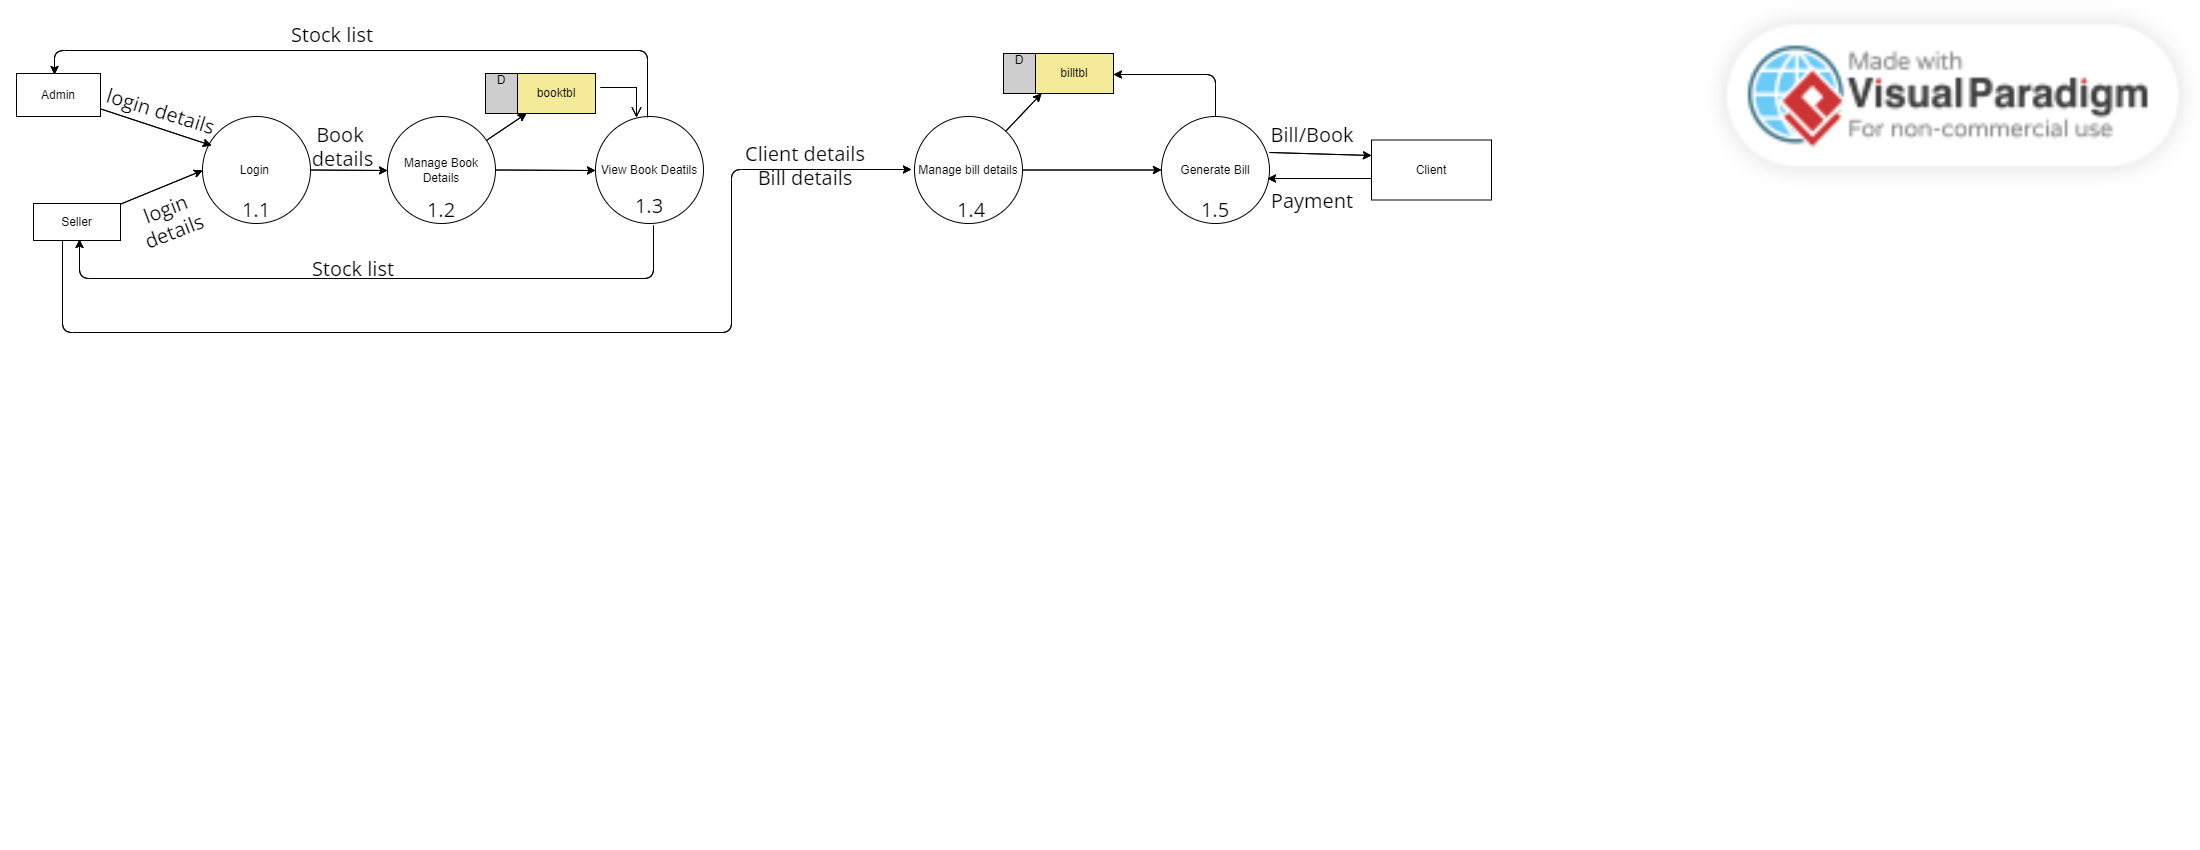 Stock list
Admin
login details
D
booktbl
Login
1.1
Book
details
Manage Book
Details
1.2
View Book Deatils
1.3
Seller
login
details
Stock list
Client details
Bill details
D
billtbl
Manage bill details
1.4
Generate Bill
1.5
Bill/Book
Payment
Client
Made with
Visual Paradigm
For non-commercial use